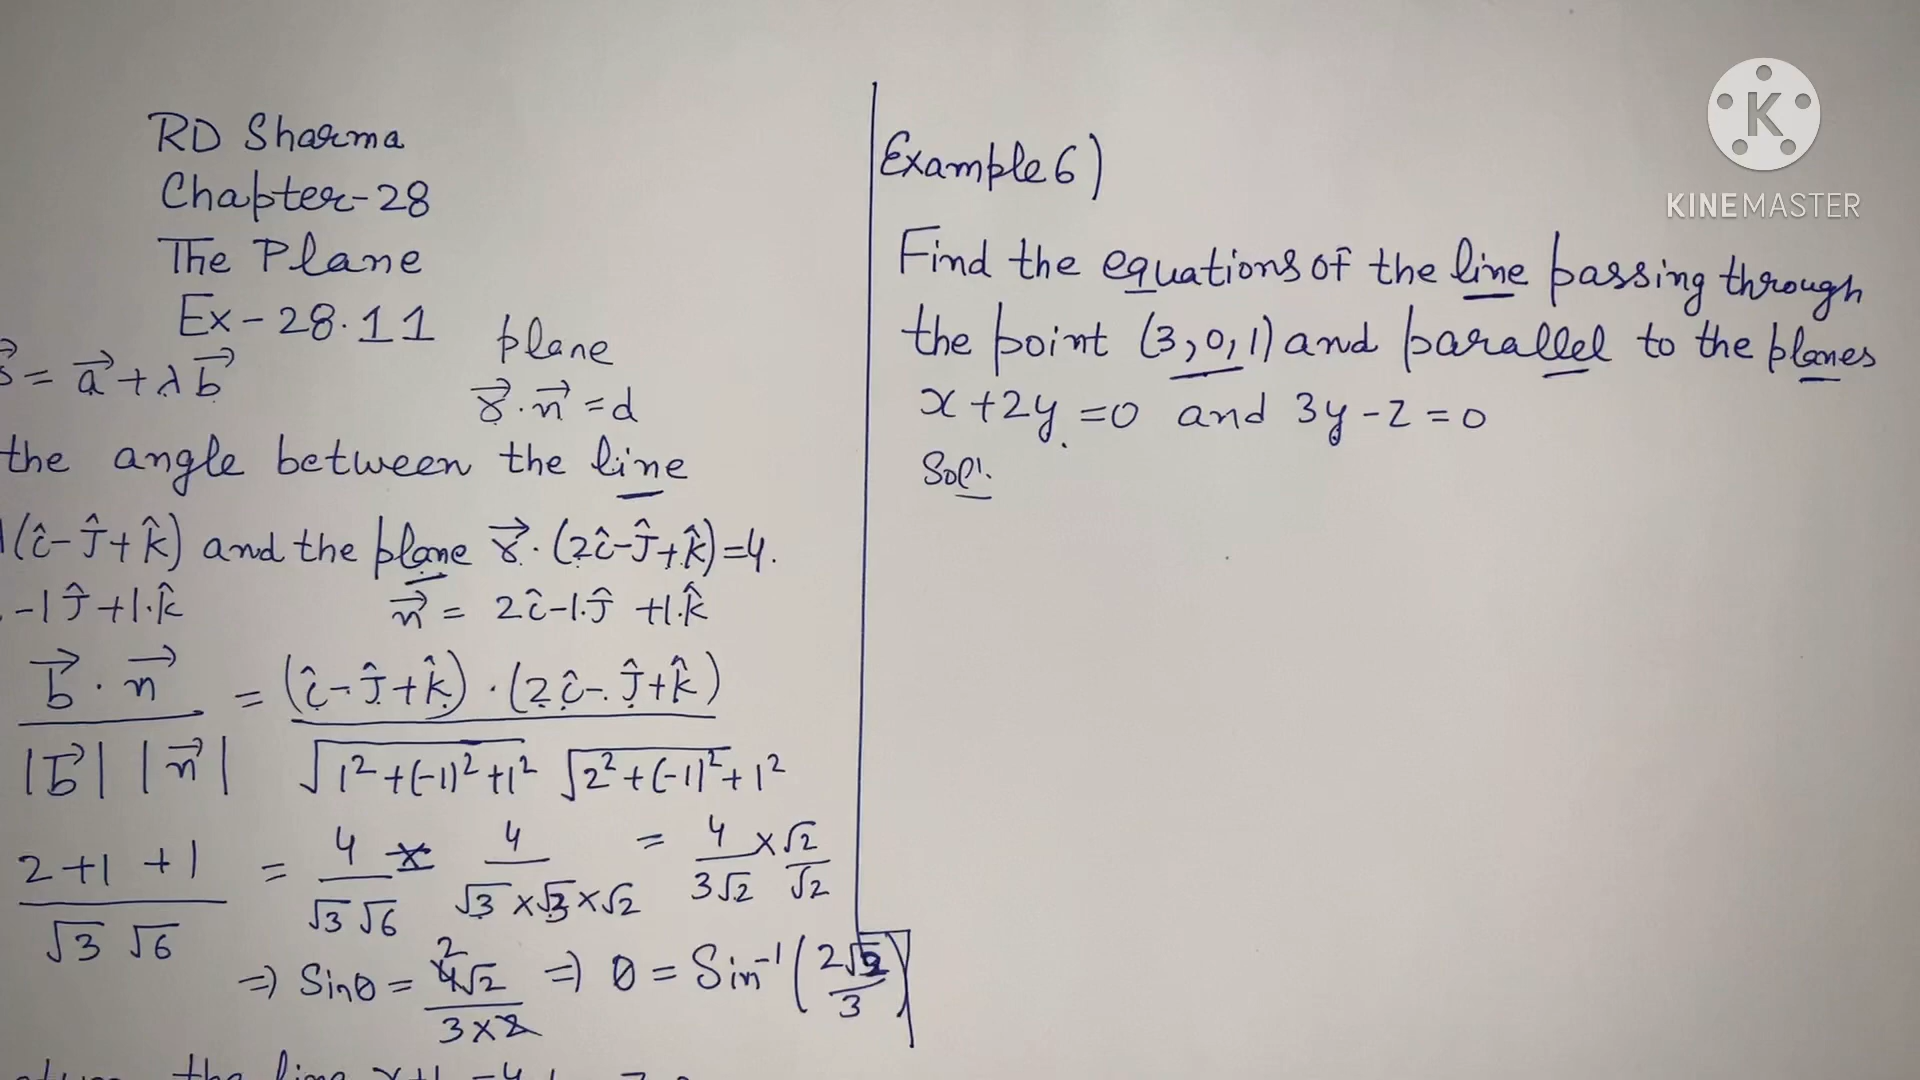 RD Sharma
Chapter-28
The Plane
Ex-28.11
plane
= a⃗ + λ b⃗
r⃗ . n⃗ = d
the angle between the line
(î - ĵ + k̂) and the plane r⃗ . (2î - ĵ + k̂) = 4.
-1ĵ + 1.k̂ n⃗ = 2î - 1.ĵ + 1.k̂
b⃗ . n⃗ / |b⃗| |n⃗| = (î - ĵ + k̂) . (2î - ĵ + k̂) / √1² + (-1)² + 1² √2² + (-1)² + 1²
2 + 1 + 1 / √3 √6 = 4 / √3 √6 4 / √3 × √3 × √2 = 4 / 3√2 × √2 / √2
⇒ Sinθ = 4√2 / 3×2 2 ⇒ θ = Sin⁻¹ (2√2 / 3)
the line
Example 6)
Find the equations of the line passing through
the point (3,0,1) and parallel to the planes
x + 2y = 0 and 3y - z = 0
Sol'.
K
KINEMASTER